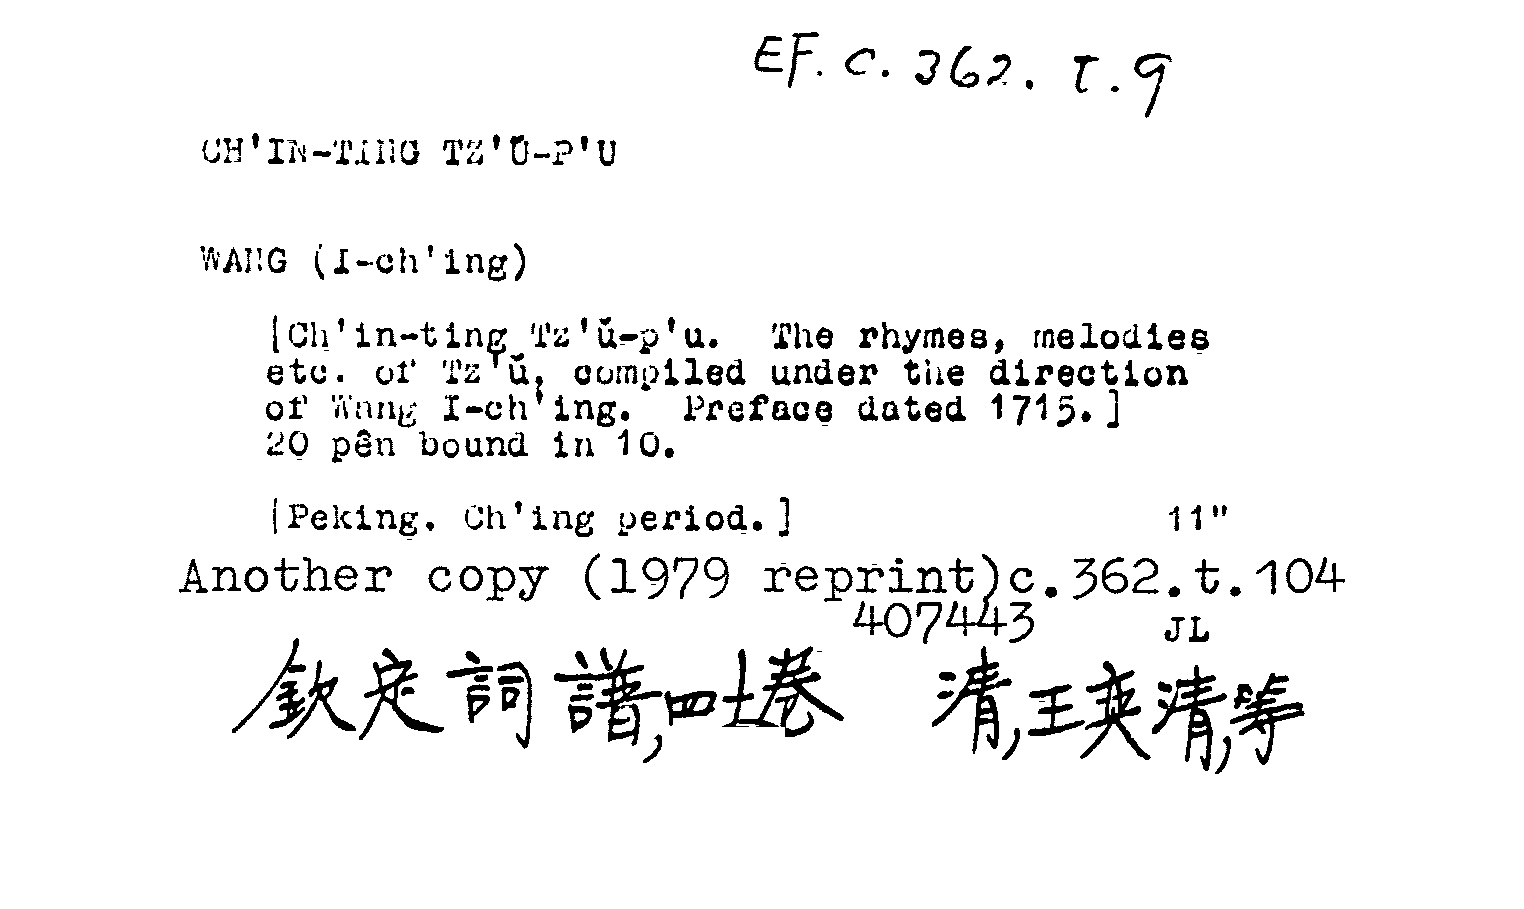 EF. C. 362. t. 9
CH'IN-TING TZ'Ŭ-P'U
WANG (I-ch'ing)
[Ch'in-ting Tz'ŭ-p'u. The rhymes, melodies
etc. of Tz'ŭ, compiled under the direction
of Wang I-ch'ing. Preface dated 1715.]
20 pên bound in 10.
[Peking. Ch'ing period.] 11"
Another copy (1979 reprint)c.362.t.104
407443 JL
欽定詞譜,四十卷 清,王奕清,等